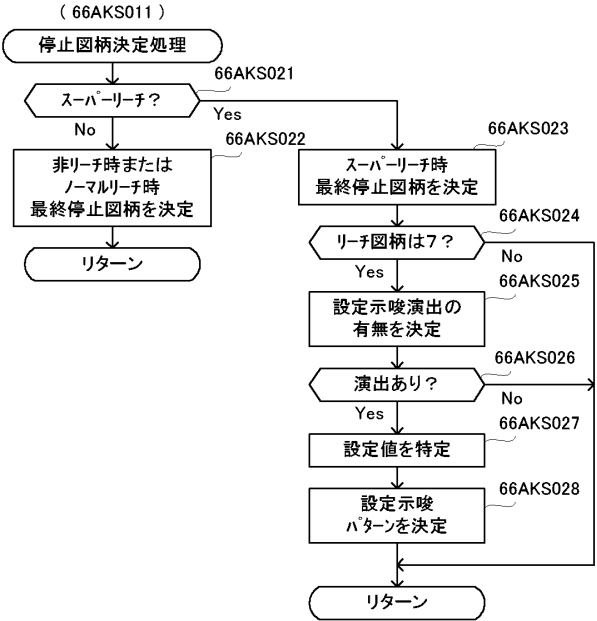 ( 66AKS011 )
停止図柄決定処理
66AKS021
スーパーリーチ?
Yes
No
66AKS022
非リーチ時または
ノーマルリーチ時
最終停止図柄を決定
リターン
66AKS023
スーパーリーチ時
最終停止図柄を決定
66AKS024
リーチ図柄は7?
No
Yes
66AKS025
設定示唆演出の
有無を決定
66AKS026
演出あり?
No
Yes
66AKS027
設定値を特定
66AKS028
設定示唆
パターンを決定
リターン